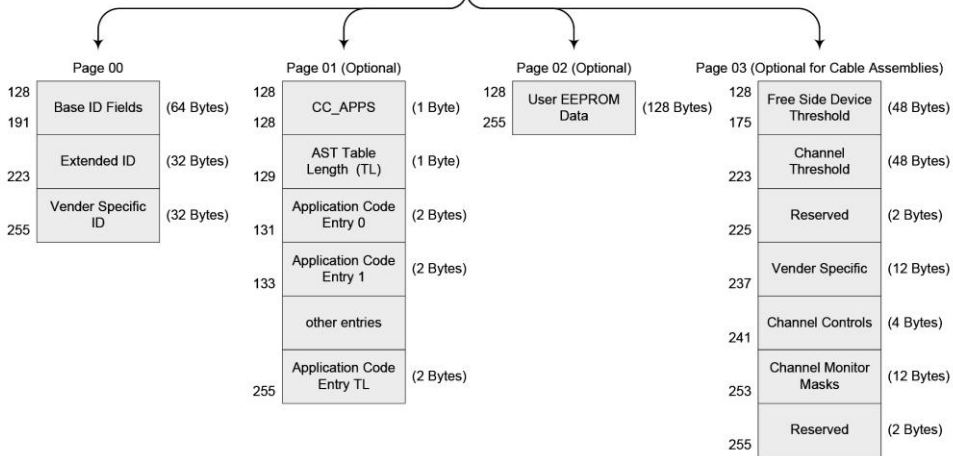 Page 00
128
Base ID Fields
(64 Bytes)
191
Extended ID
(32 Bytes)
223
Vender Specific
ID
(32 Bytes)
255
Page 01 (Optional)
128
CC_APPS
(1 Byte)
128
AST Table
Length (TL)
(1 Byte)
129
Application Code
Entry 0
(2 Bytes)
131
Application Code
Entry 1
(2 Bytes)
133
other entries
Application Code
Entry TL
(2 Bytes)
255
Page 02 (Optional)
128
User EEPROM
Data
(128 Bytes)
255
Page 03 (Optional for Cable Assemblies)
128
Free Side Device
Threshold
(48 Bytes)
175
Channel
Threshold
(48 Bytes)
223
Reserved
(2 Bytes)
225
Vender Specific
(12 Bytes)
237
Channel Controls
(4 Bytes)
241
Channel Monitor
Masks
(12 Bytes)
253
Reserved
(2 Bytes)
255